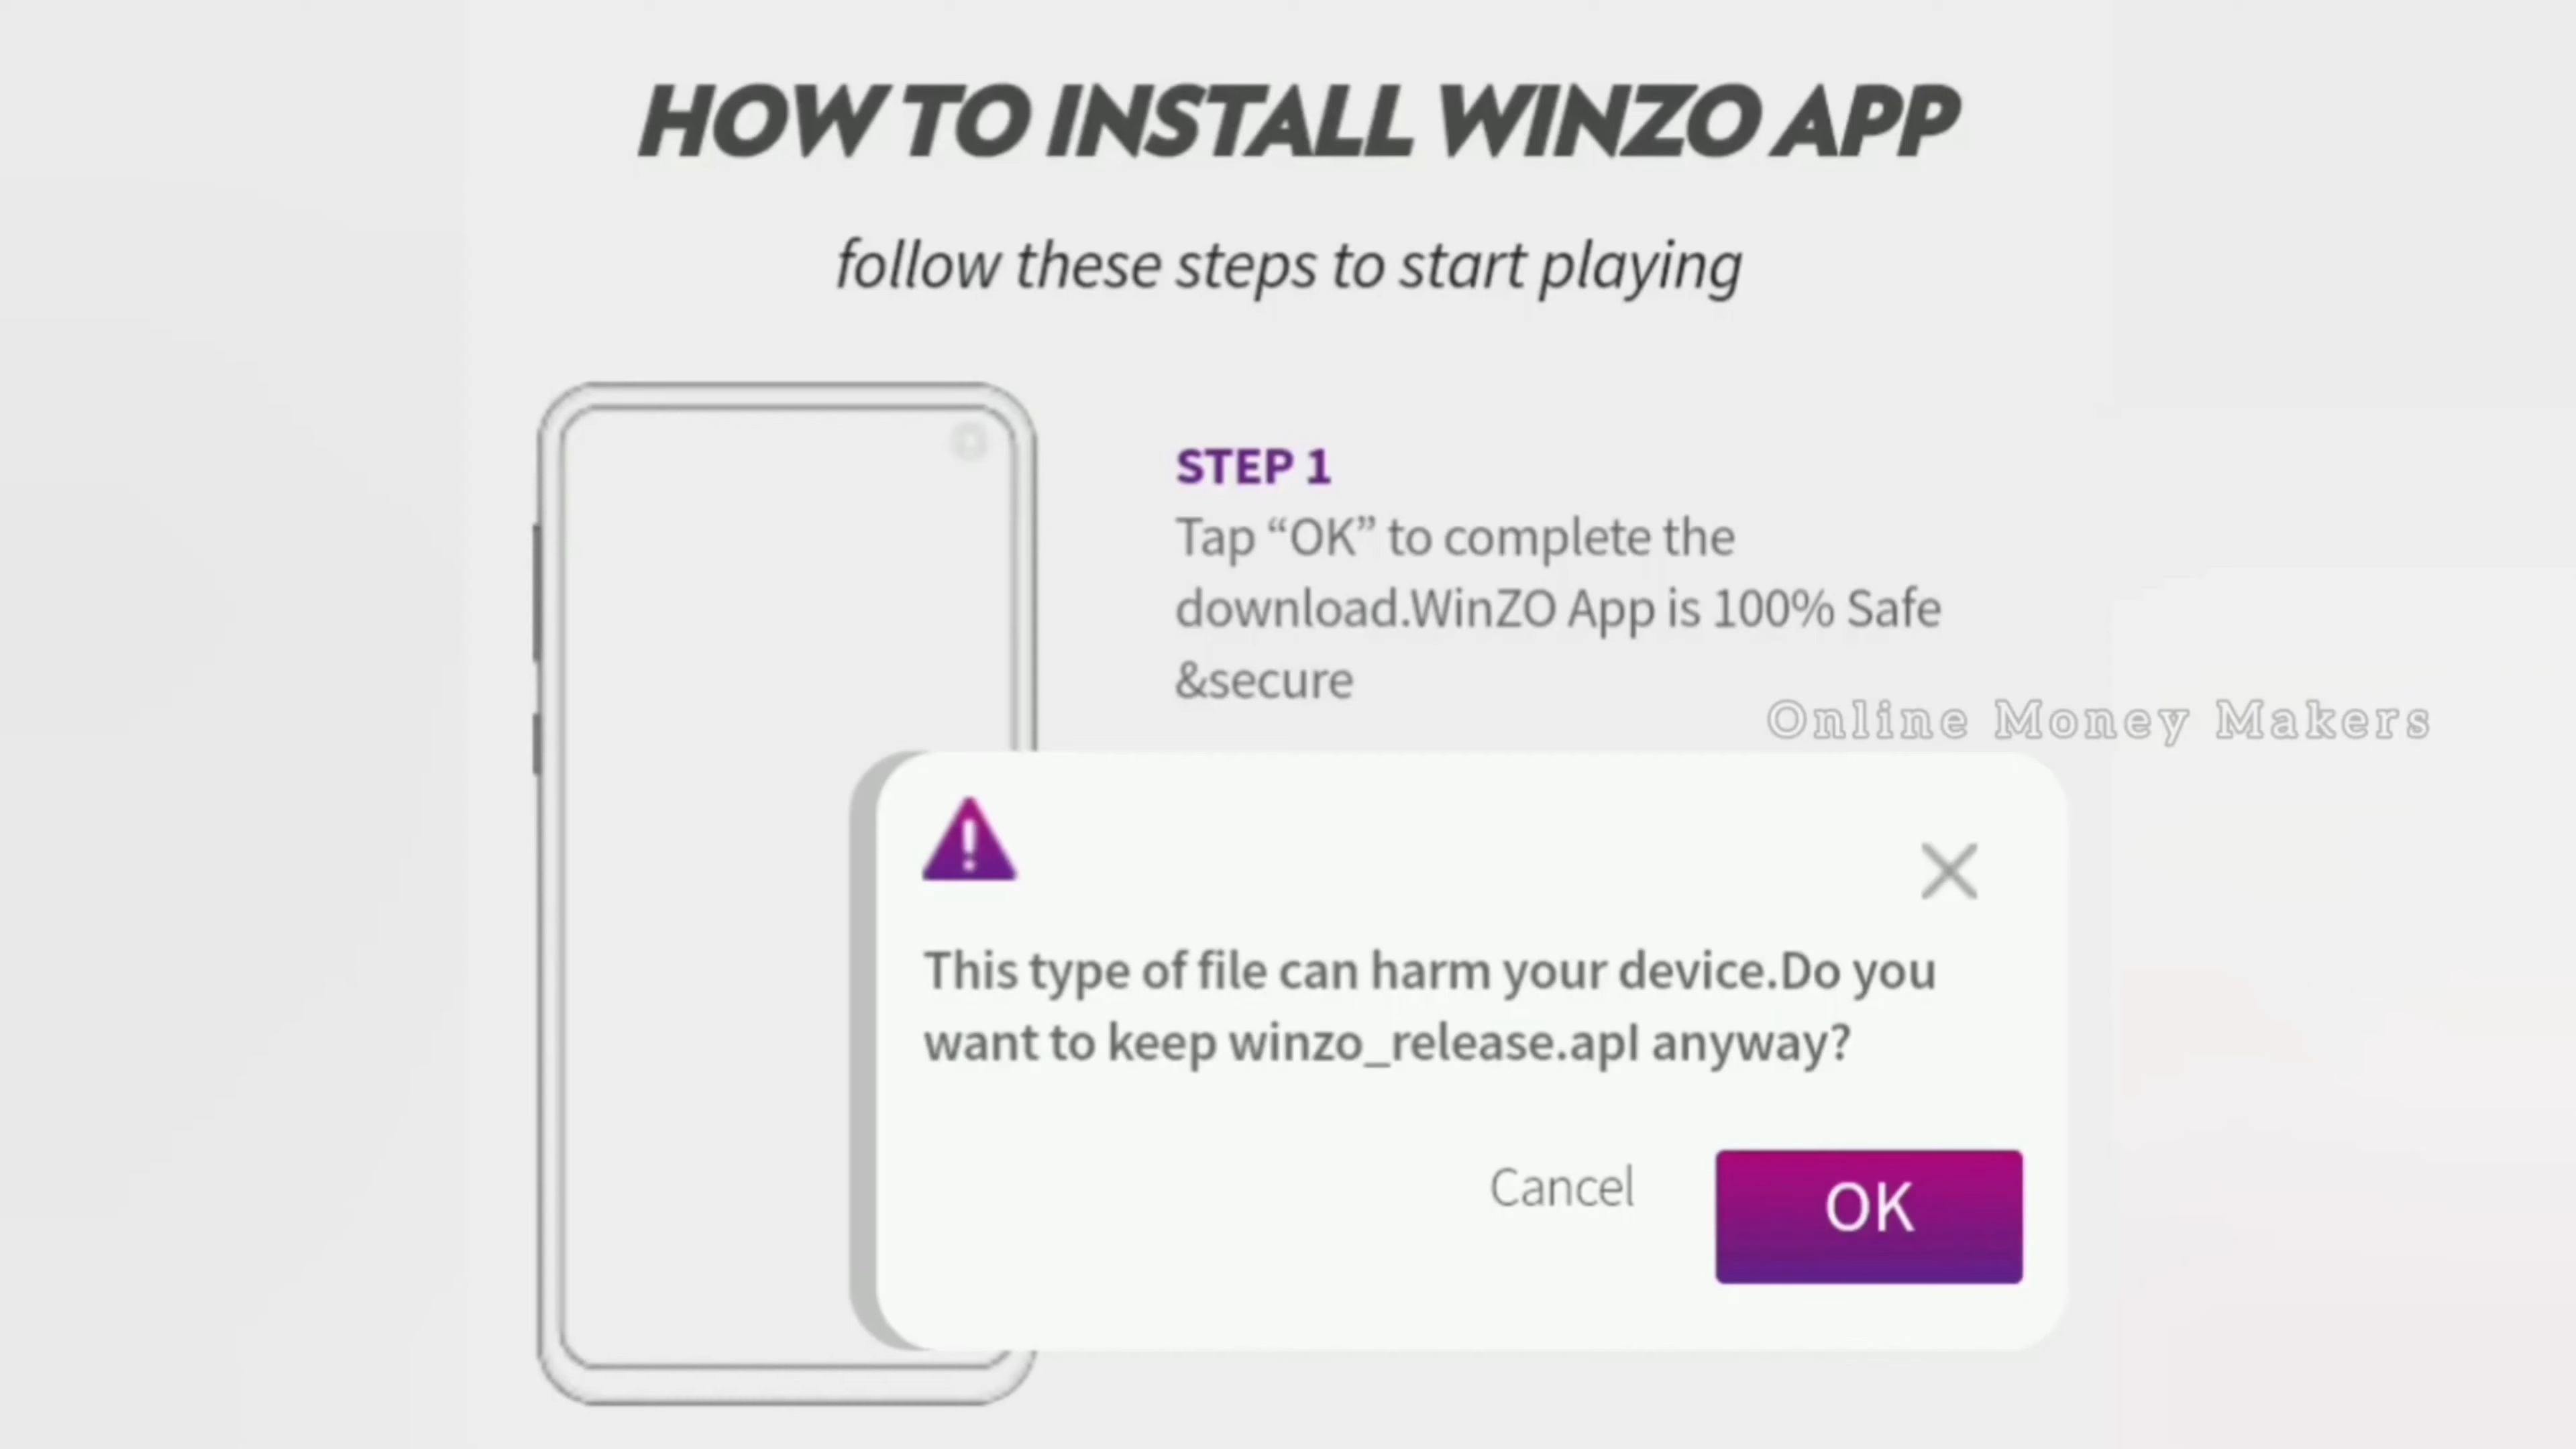 HOW TO INSTALL WINZO APP
follow these steps to start playing
STEP 1
Tap “OK” to complete the
download.WinZO App is 100% Safe
&secure
Online Money Makers
This type of file can harm your device.Do you
want to keep winzo_release.apI anyway?
Cancel
OK